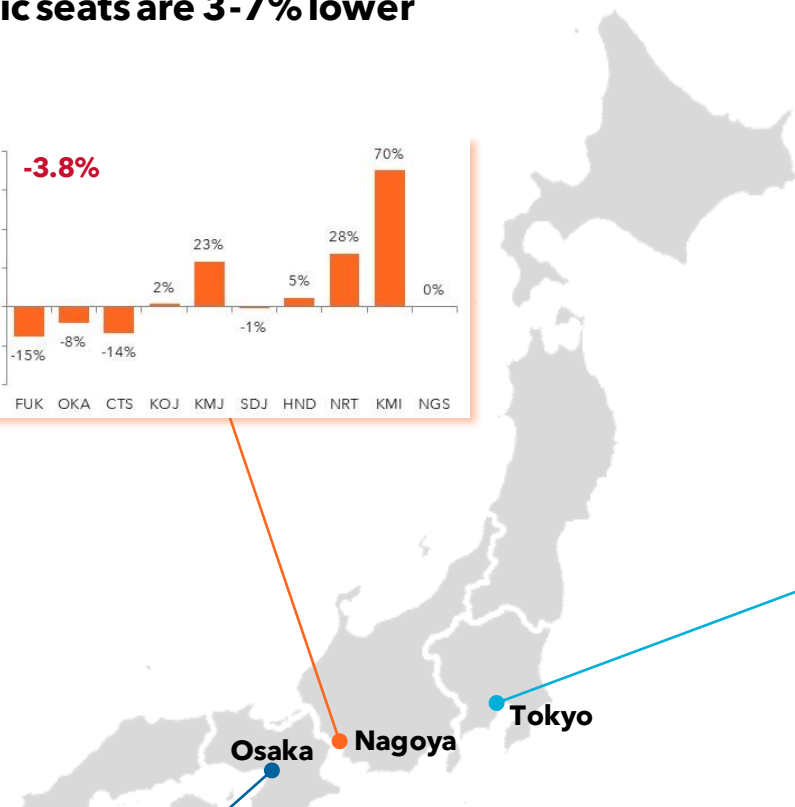 ic seats are 3-7% lower
-3.8%
70%
28%
23%
5%
2%
0%
-1%
-8%
-14%
-15%
FUK OKA CTS KOJ KMJ SDJ HND NRT KMI NGS
Tokyo
Nagoya
Osaka